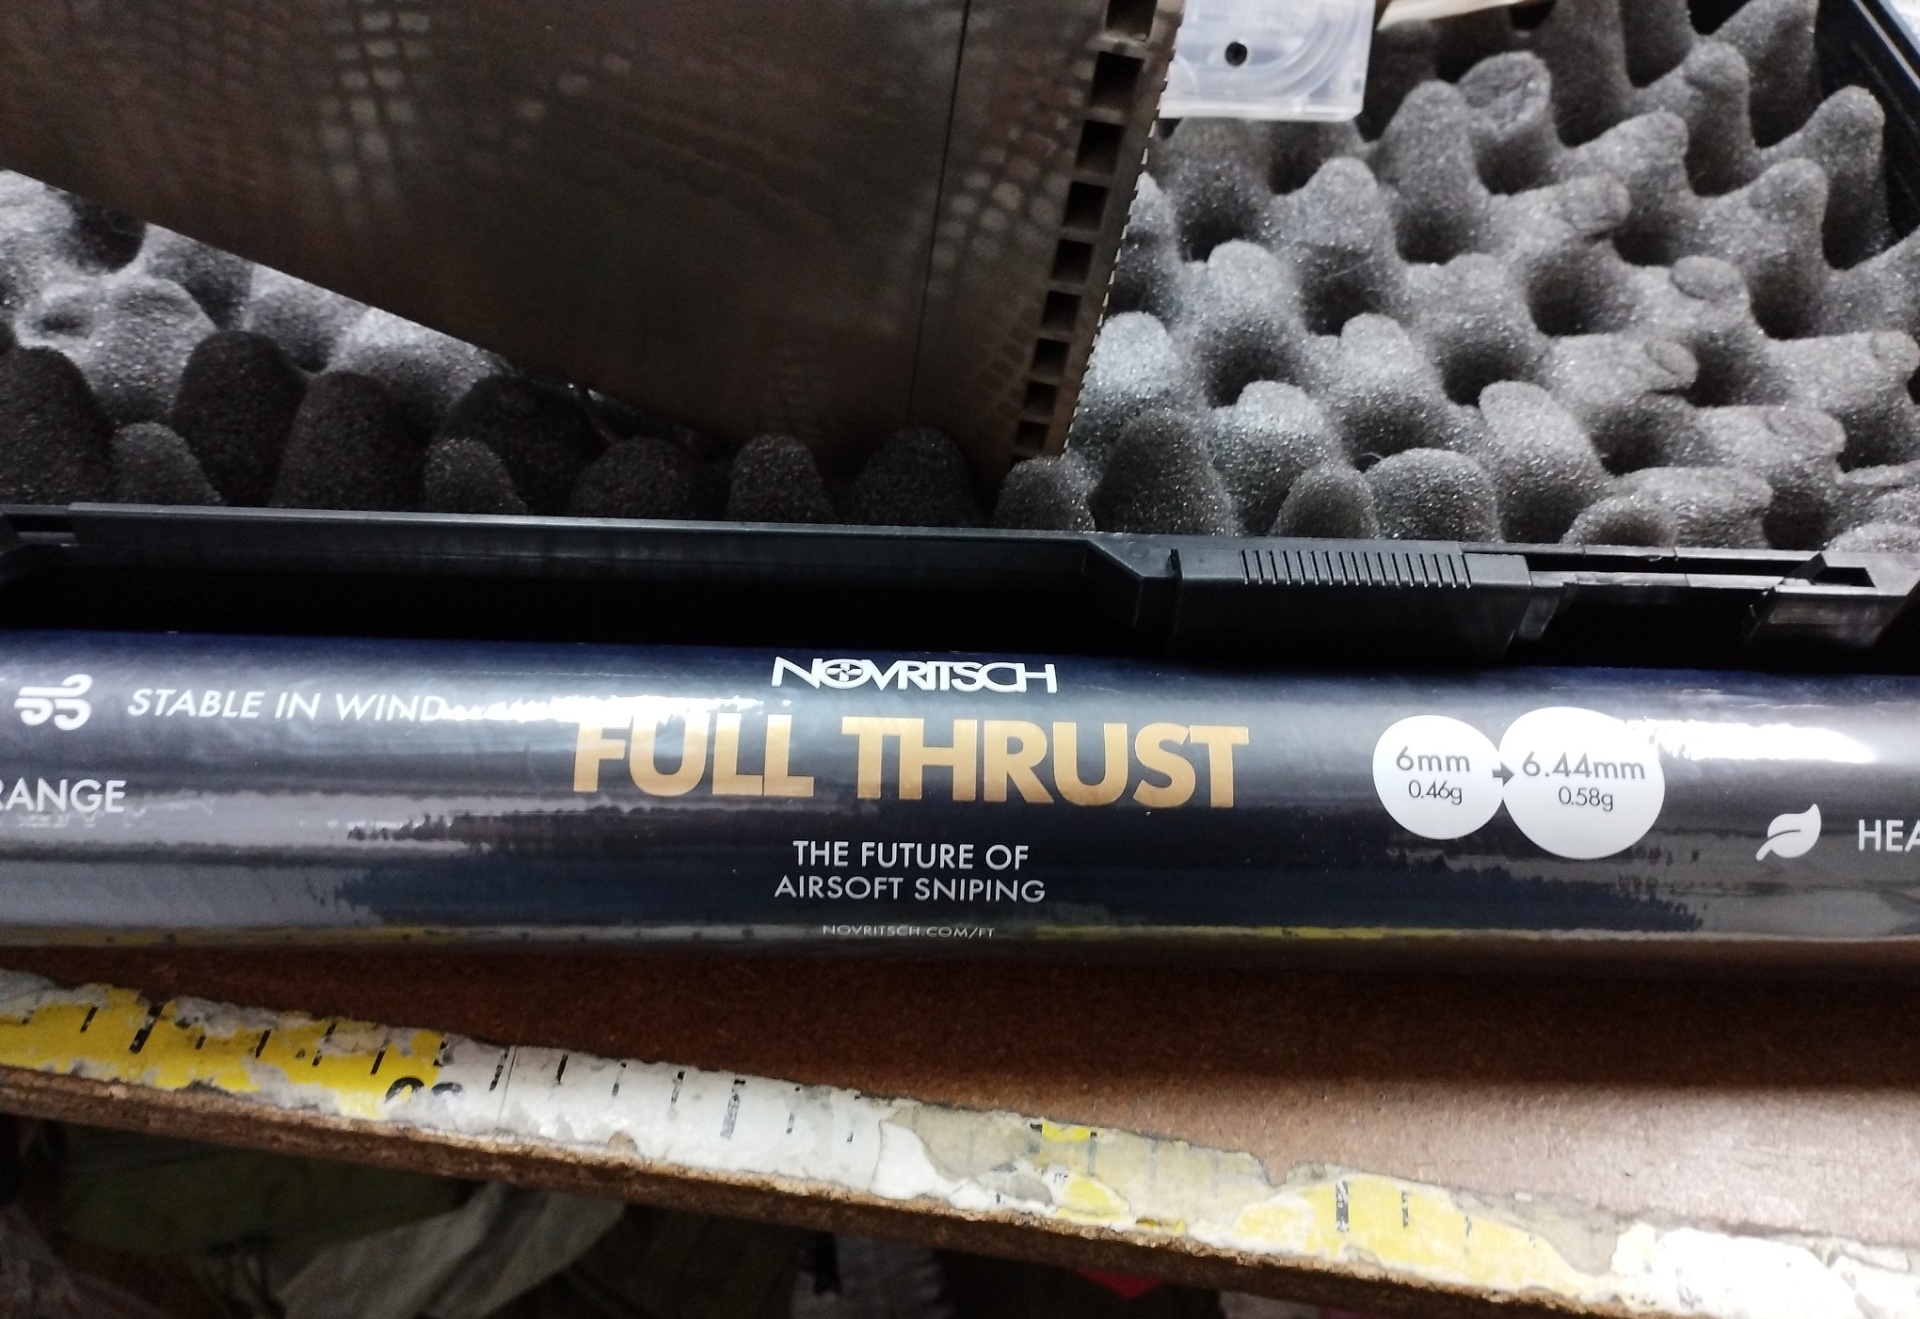 NOVRITSCH
STABLE IN WIND
FULL THRUST
RANGE
6mm
0.46g
6.44mm
0.58g
THE FUTURE OF
AIRSOFT SNIPING
NOVRITSCH.COM/FT